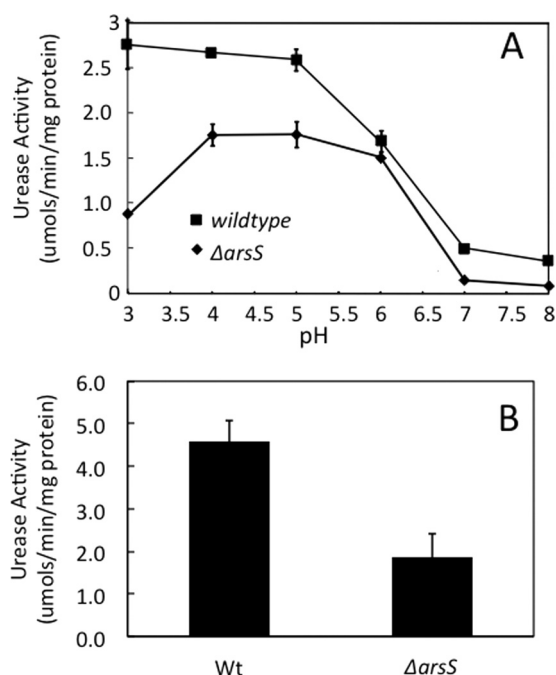 A
Urease Activity
(umols/min/mg protein)
3
2.5
2.0
1.5
1.0
0.5
0
wildtype
ΔarsS
3 3.5 4 4.5 5 5.5 6 6.5 7 7.5 8
pH
B
Urease Activity
(umols/min/mg protein)
6.0
5.0
4.0
3.0
2.0
1.0
0.0
Wt ΔarsS